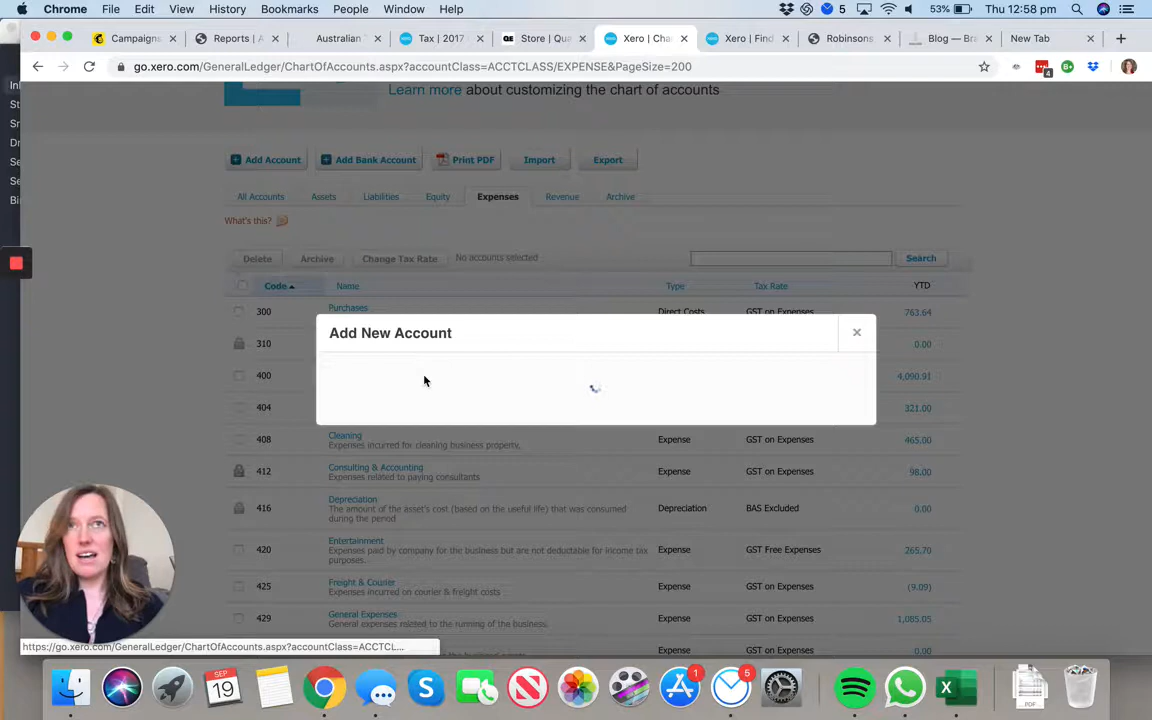 Chrome File Edit View History Bookmarks People Window Help 5 53% Thu 12:58 pm
Campaigns Reports | A Australian Tax | 2017 Store | Qu Xero | Cha Xero | Find Robinsons Blog — Bra New Tab
go.xero.com/GeneralLedger/ChartOfAccounts.aspx?accountClass=ACCTCLASS/EXPENSE&PageSize=200
4
Learn more about customizing the chart of accounts
Add Account Add Bank Account Print PDF Import Export
All Accounts Assets Liabilities Equity Expenses Revenue Archive
What's this?
Delete Archive Change Tax Rate No accounts selected Search
Code Name Type Tax Rate YTD
300 Purchases Direct Costs GST on Expenses 763.64
Add New Account
310 0.00
400 4,090.91
404 321.00
408 Cleaning Expense GST on Expenses 465.00
Expenses incurred for cleaning business property.
412 Consulting & Accounting Expense GST on Expenses 98.00
Expenses related to paying consultants
416 Depreciation Depreciation BAS Excluded 0.00
The amount of the asset's cost (based on the useful life) that was consumed
during the period
420 Entertainment Expense GST Free Expenses 265.70
Expenses paid by company for the business but are not deductable for income tax
purposes.
425 Freight & Courier Expense GST on Expenses (9.09)
Expenses incurred on courier & freight costs
429 General Expenses Expense GST on Expenses 1,085.05
General expenses related to the running of the business.
0.00
https://go.xero.com/GeneralLedger/ChartOfAccounts.aspx?accountClass=ACCTCL...
SEP
19
1
5
PDF